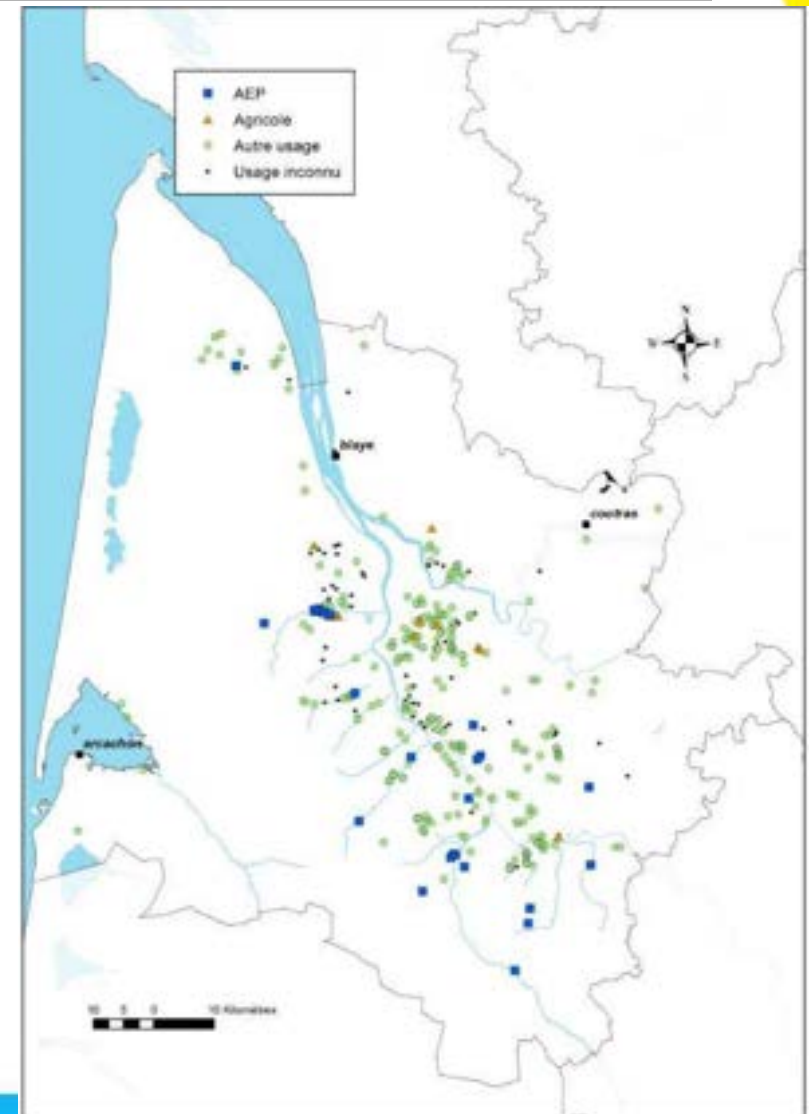 AEP
Agricole
Autre usage
Usage inconnu
N
W E
S
blaye
coutras
arcachon
10 5 0 10 Kilomètres